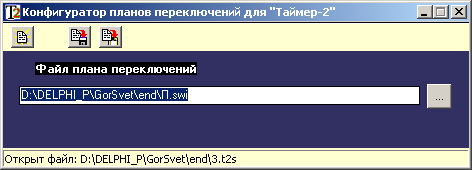 Конфигуратор планов переключений для "Таймер-2"
Файл плана переключений
D:\DELPHI_P\GorSvet\end\П.swi
...
Открыт файл: D:\DELPHI_P\GorSvet\end\3.t2s